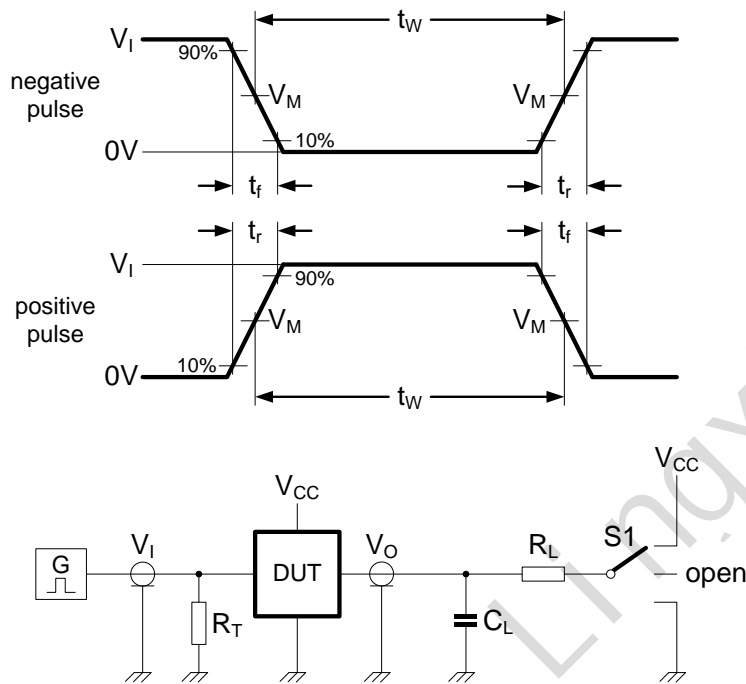 t_W
V_I
90%
negative
pulse
V_M
V_M
0V
10%
t_f
t_r
t_r
t_f
V_I
90%
positive
pulse
V_M
V_M
10%
0V
t_W
V_CC
V_CC
V_I
V_O
R_L
S1
G
DUT
open
R_T
C_L